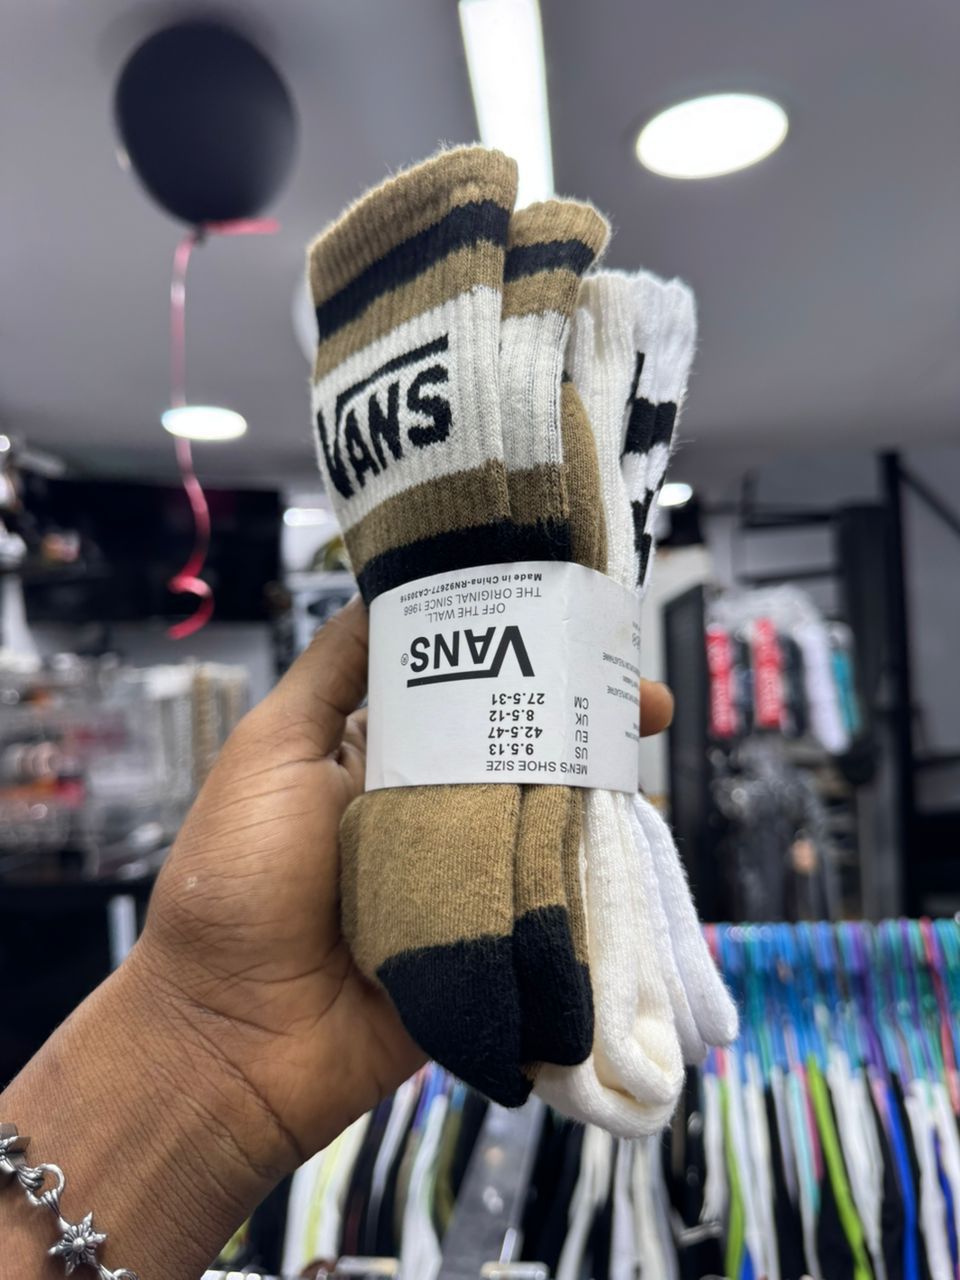 VANS
MEN'S SHOE SIZE
US 9.5.13
EU 42.5-47
UK 8.5-12
CM 27.5-31
VANS®
OFF THE WALL.
THE ORIGINAL SINCE 1966
Made in China-RN92677-CA30516